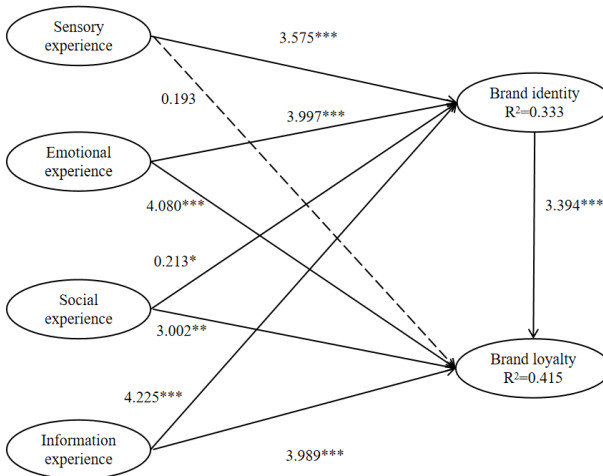 Sensory
experience
3.575***
0.193
Brand identity
R²=0.333
3.997***
Emotional
experience
4.080***
3.394***
0.213*
Social
experience
3.002**
Brand loyalty
R²=0.415
4.225***
Information
experience
3.989***